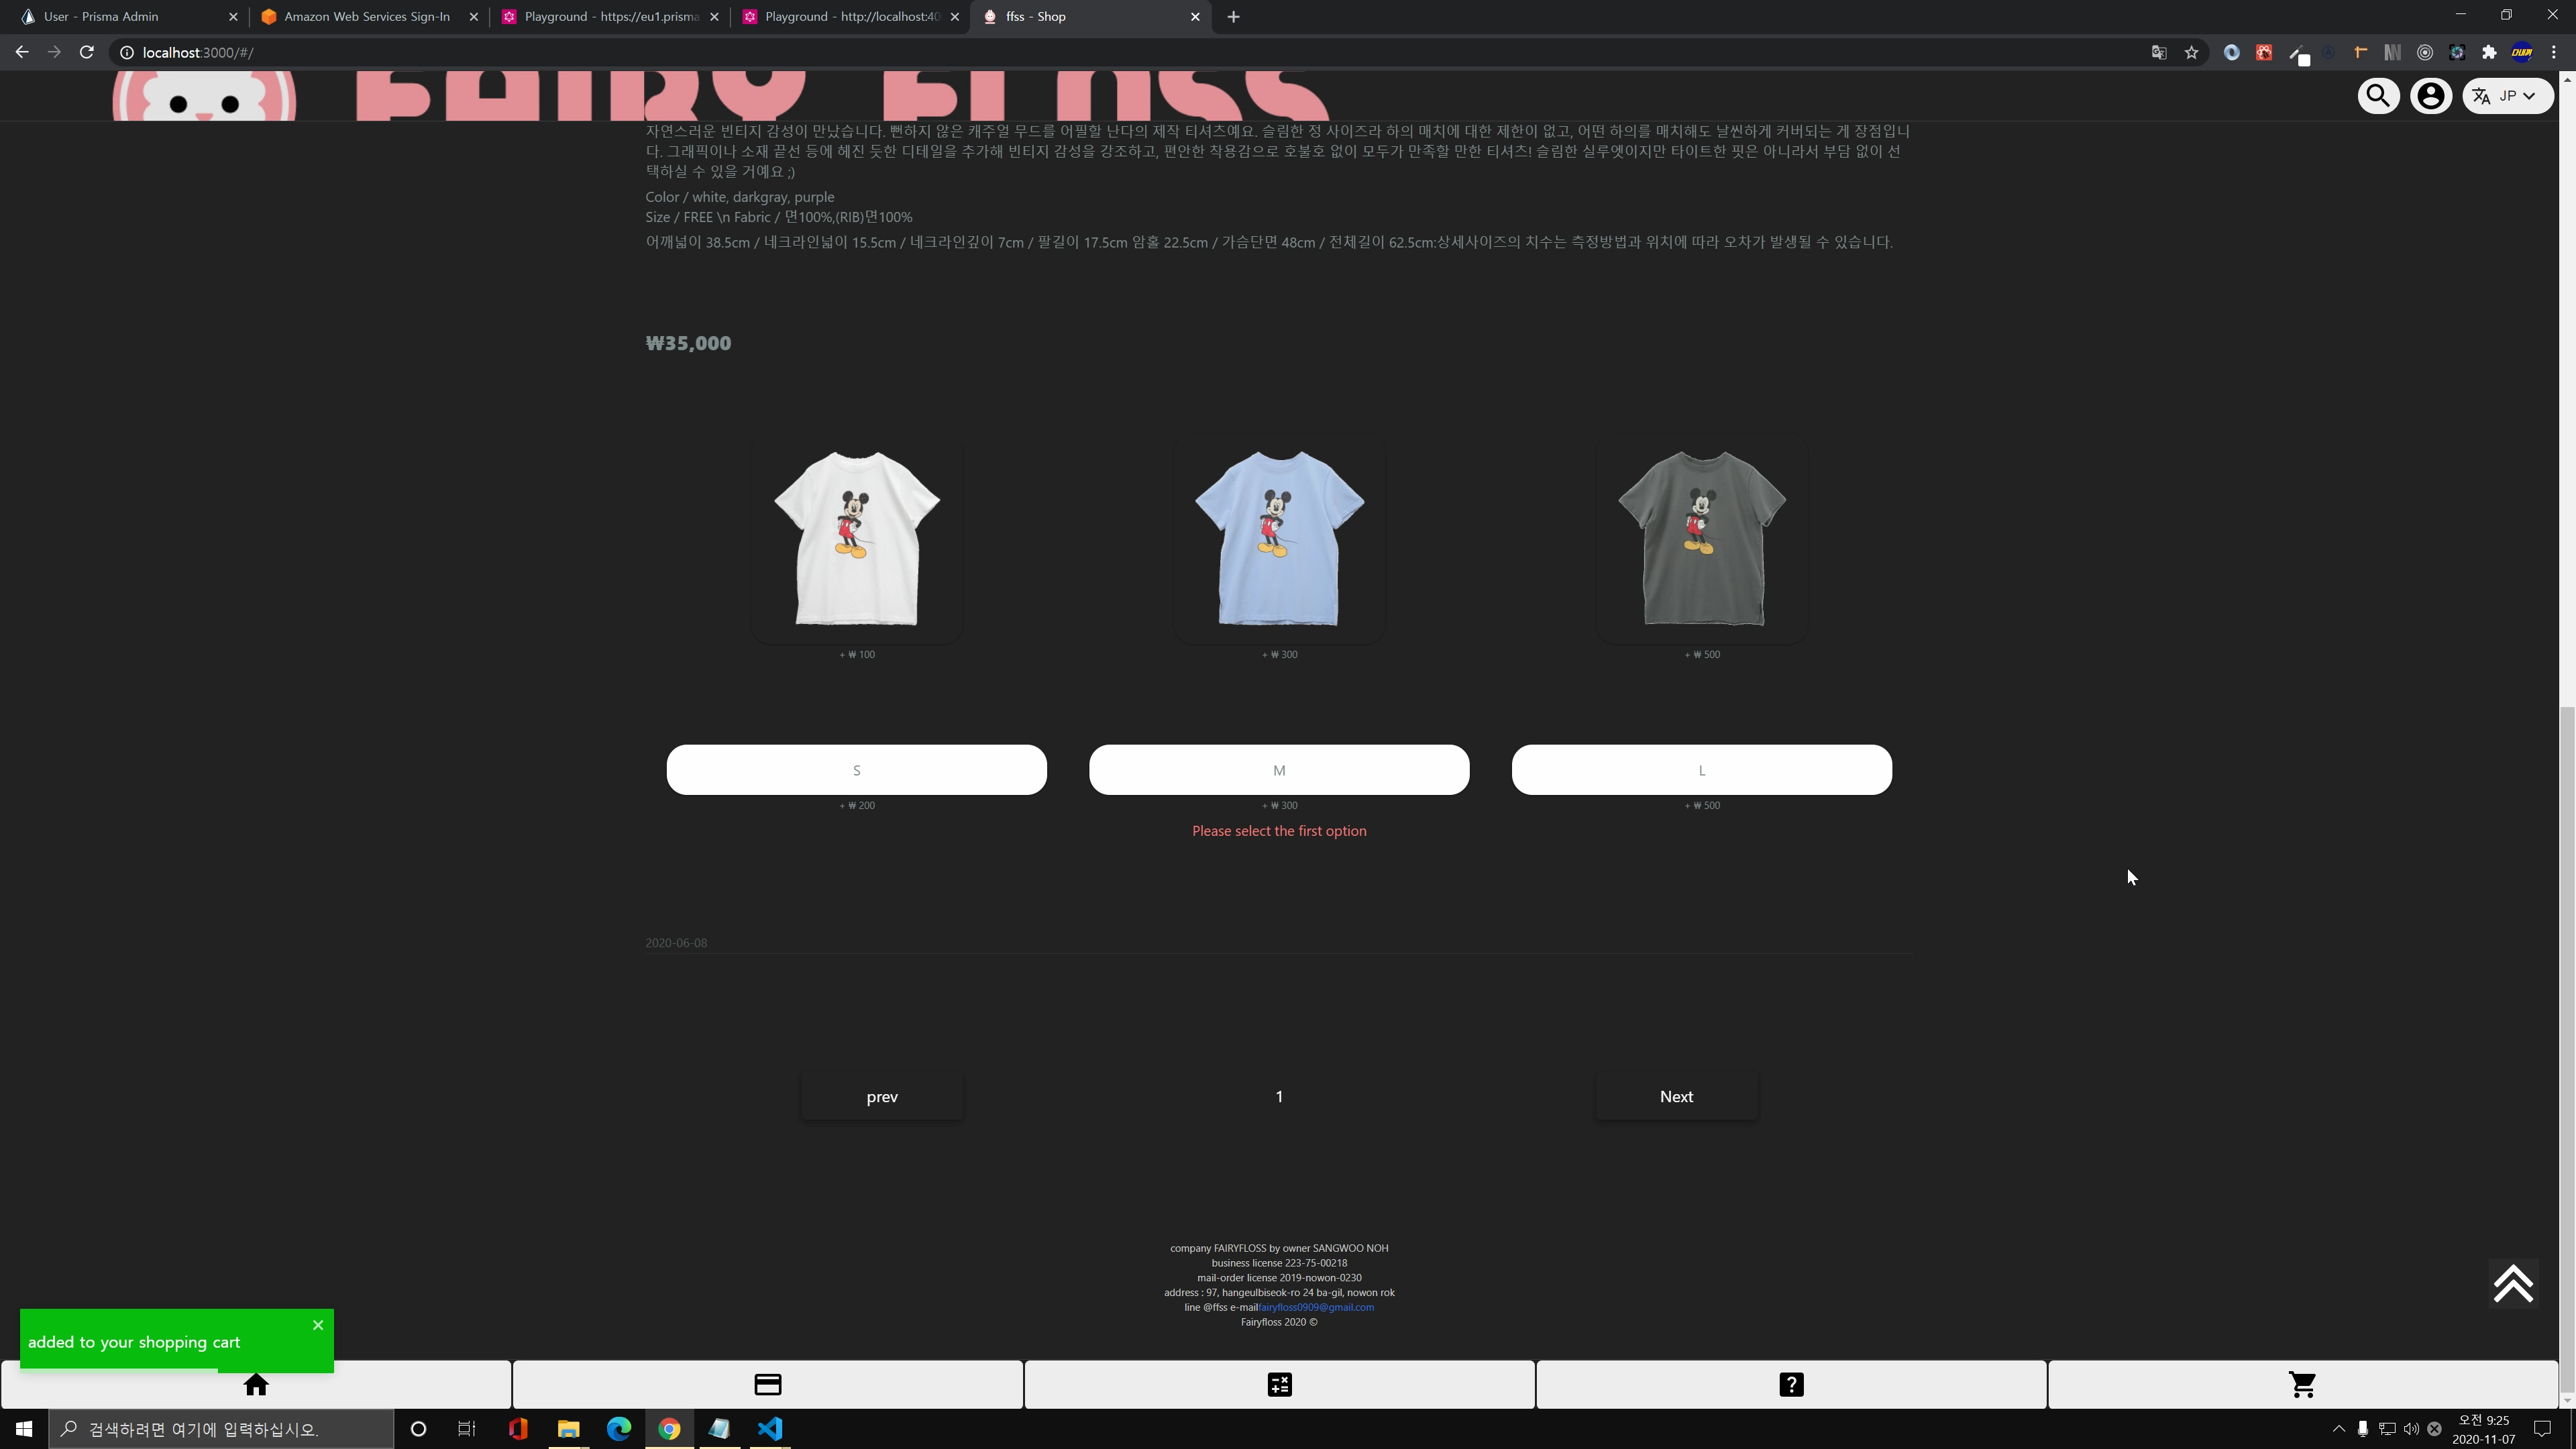 User - Prisma Admin
Amazon Web Services Sign-In
Playground - https://eu1.prisma
Playground - http://localhost:40
ffss - Shop
localhost:3000/#/
FAIRY FLOSS
JP
자연스러운 빈티지 감성이 만났습니다. 뻔하지 않은 캐주얼 무드를 어필할 난다의 제작 티셔츠예요. 슬림한 정 사이즈라 하의 매치에 대한 제한이 없고, 어떤 하의를 매치해도 날씬하게 커버되는 게 장점입니
다. 그래픽이나 소재 끝선 등에 헤진 듯한 디테일을 추가해 빈티지 감성을 강조하고, 편안한 착용감으로 호불호 없이 모두가 만족할 만한 티셔츠! 슬림한 실루엣이지만 타이트한 핏은 아니라서 부담 없이 선
택하실 수 있을 거예요 ;)
Color / white, darkgray, purple
Size / FREE \n Fabric / 면100%,(RIB)면100%
어깨넓이 38.5cm / 네크라인넓이 15.5cm / 네크라인깊이 7cm / 팔길이 17.5cm 암홀 22.5cm / 가슴단면 48cm / 전체길이 62.5cm:상세사이즈의 치수는 측정방법과 위치에 따라 오차가 발생될 수 있습니다.
₩35,000
+ ₩ 100
+ ₩ 300
+ ₩ 500
S
M
L
+ ₩ 200
+ ₩ 300
+ ₩ 500
Please select the first option
2020-06-08
prev
1
Next
company FAIRYFLOSS by owner SANGWOO NOH
business license 223-75-00218
mail-order license 2019-nowon-0230
address : 97, hangeulbiseok-ro 24 ba-gil, nowon rok
line @ffss e-mailfairyfloss0909@gmail.com
Fairyfloss 2020 ©
added to your shopping cart
검색하려면 여기에 입력하십시오.
오전 9:25
2020-11-07